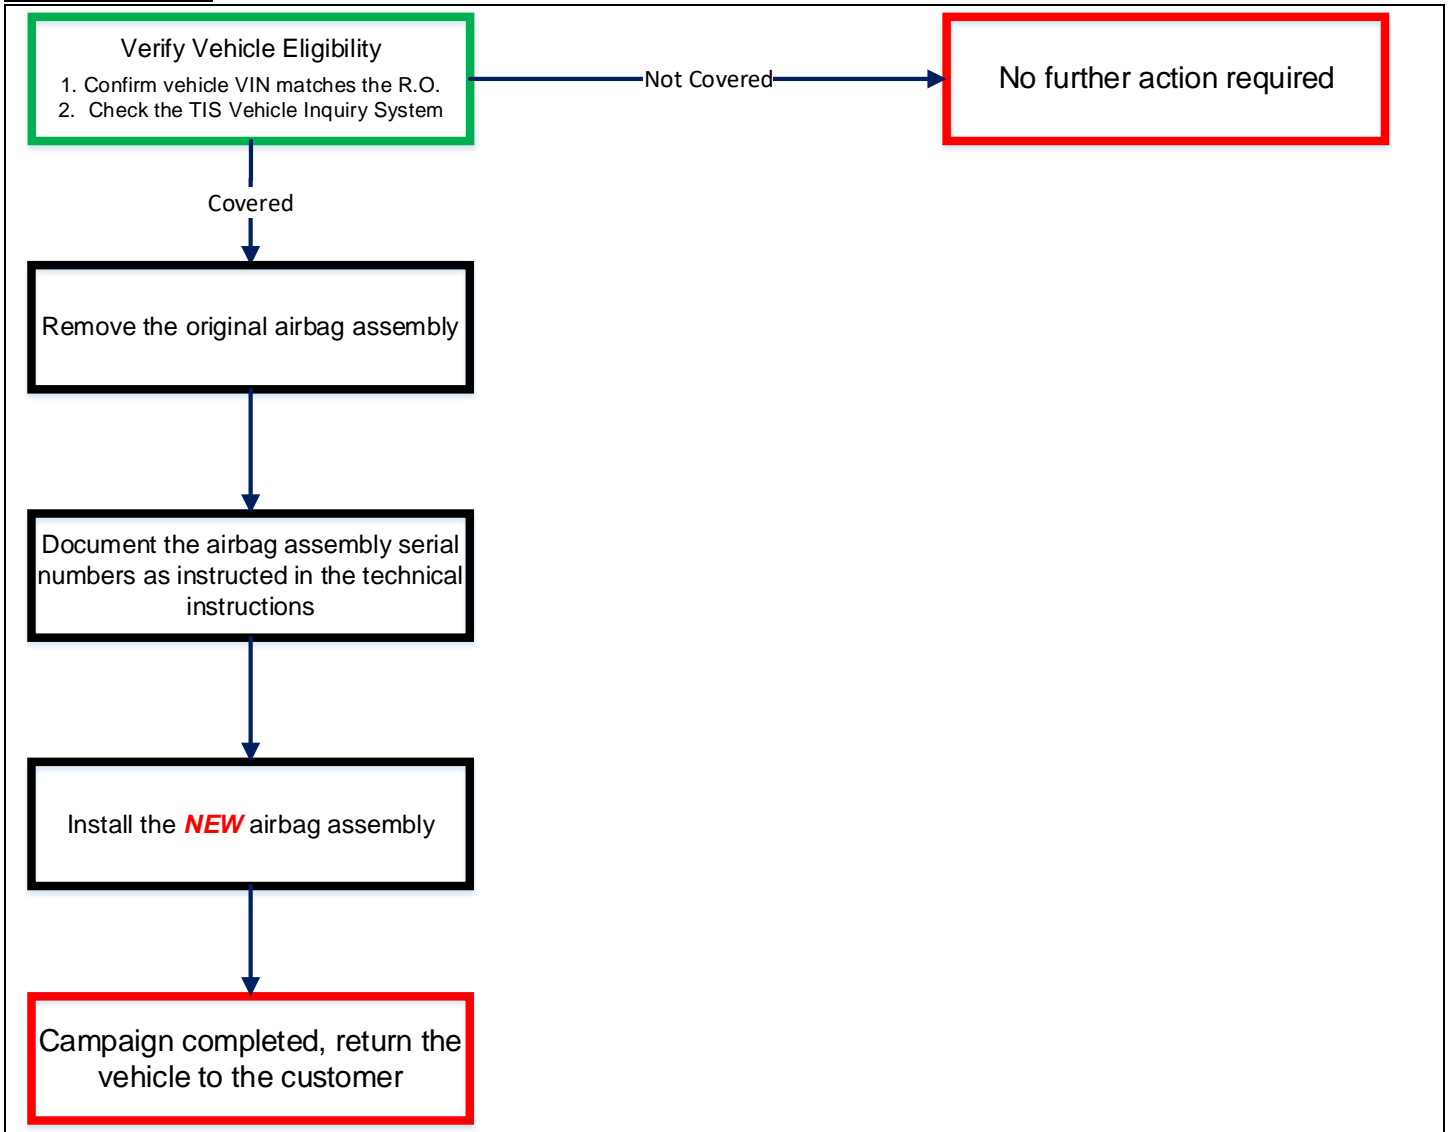 Verify Vehicle Eligibility
1. Confirm vehicle VIN matches the R.O.
2. Check the TIS Vehicle Inquiry System
Not Covered
No further action required
Covered
Remove the original airbag assembly
Document the airbag assembly serial
numbers as instructed in the technical
instructions
Install the NEW airbag assembly
Campaign completed, return the
vehicle to the customer